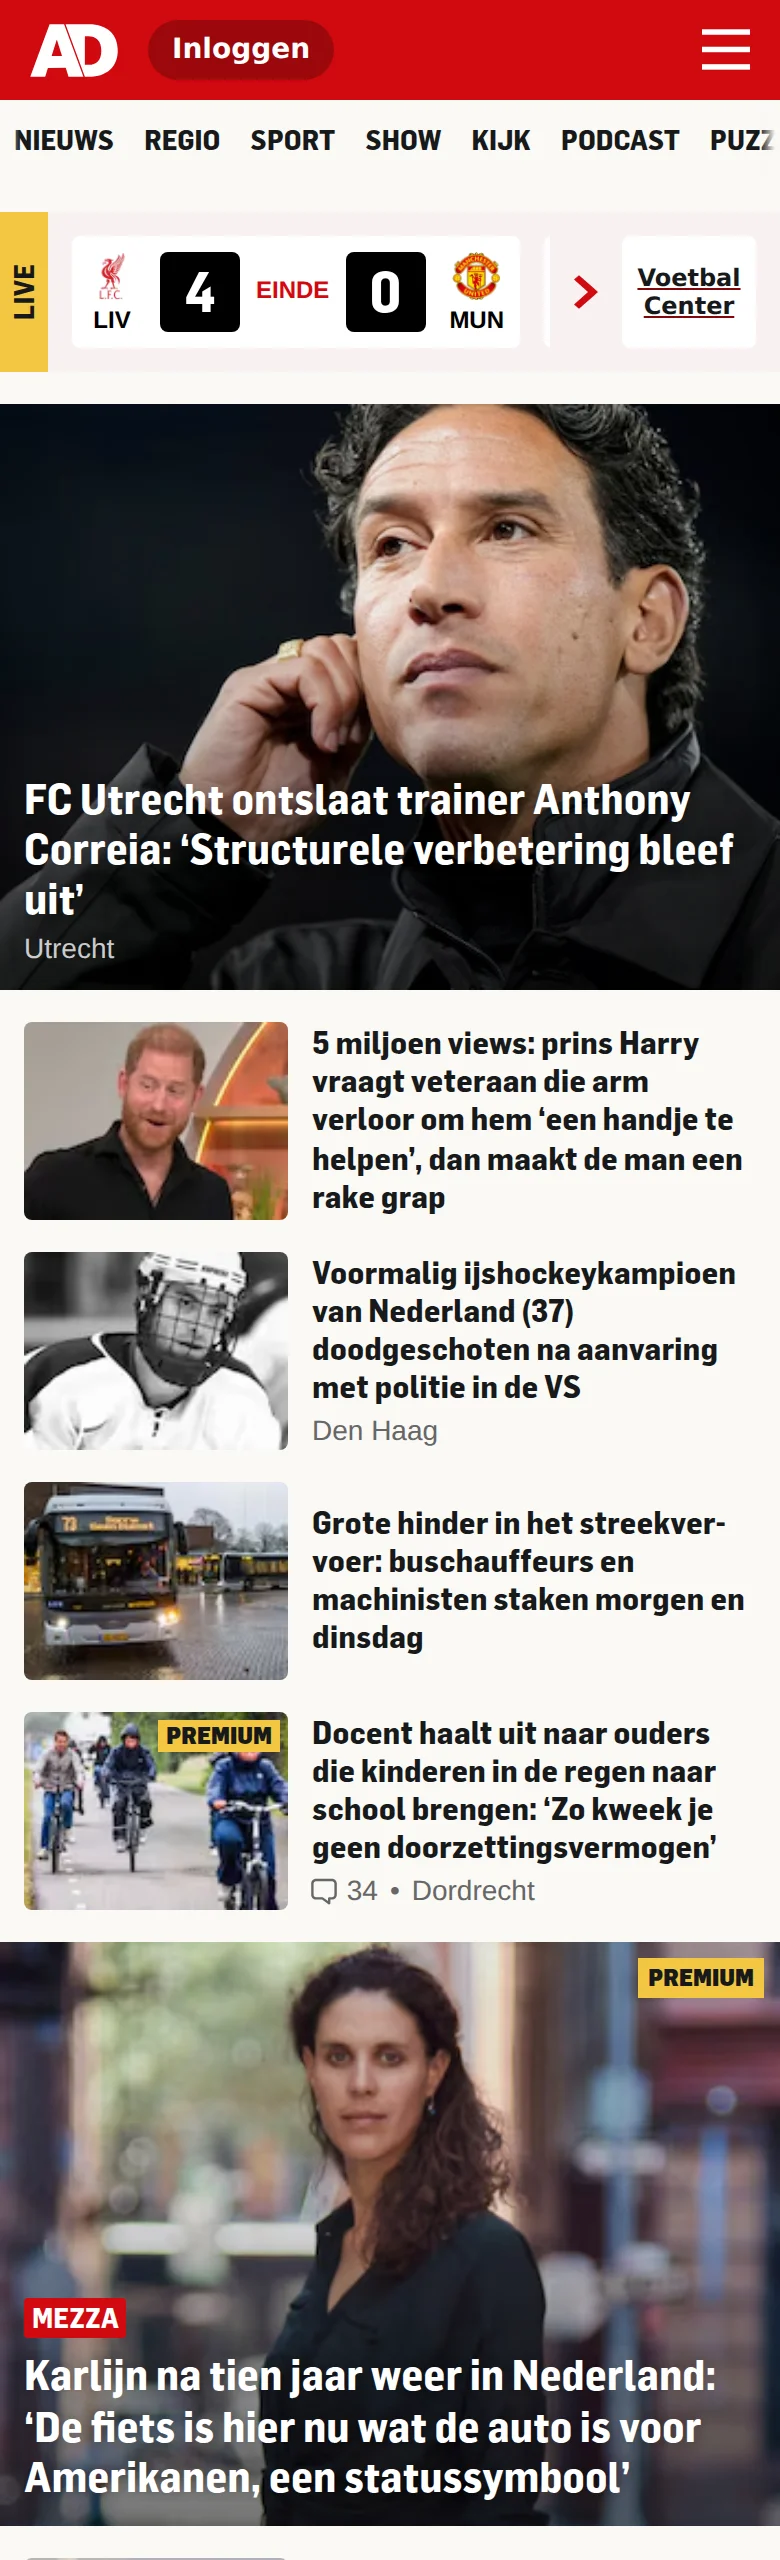 AD
Inloggen
NIEUWS REGIO SPORT SHOW KIJK PODCAST PUZZ
LIVE
L.F.C.
LIV
4
EINDE
0
MANCHESTER
UNITED
MUN
Voetbal
Center
FC Utrecht ontslaat trainer Anthony
Correia: ‘Structurele verbetering bleef
uit’
Utrecht
5 miljoen views: prins Harry
vraagt veteraan die arm
verloor om hem ‘een handje te
helpen’, dan maakt de man een
rake grap
Voormalig ijshockeykampioen
van Nederland (37)
doodgeschoten na aanvaring
met politie in de VS
Den Haag
73
Grote hinder in het streekver-
voer: buschauffeurs en
machinisten staken morgen en
dinsdag
PREMIUM
Docent haalt uit naar ouders
die kinderen in de regen naar
school brengen: ‘Zo kweek je
geen doorzettingsvermogen’
34 • Dordrecht
PREMIUM
MEZZA
Karlijn na tien jaar weer in Nederland:
‘De fiets is hier nu wat de auto is voor
Amerikanen, een statussymbool’